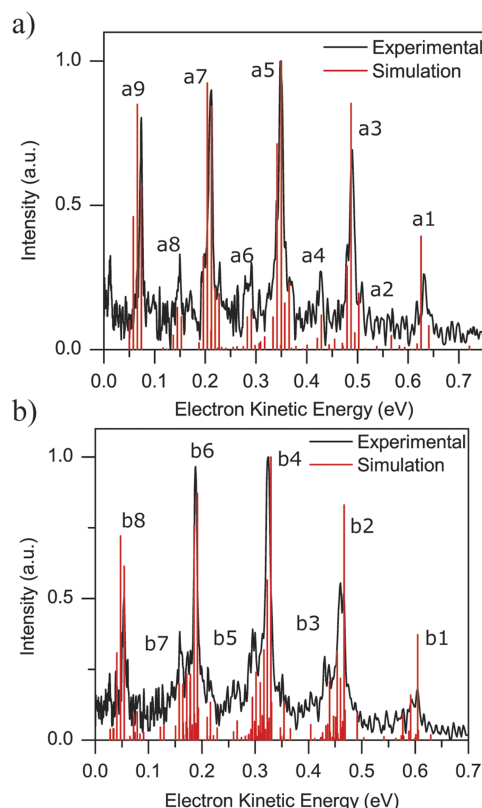 a)
Experimental
Simulation
1.0
0.5
0.0
Intensity (a.u.)
a9
a8
a7
a6
a5
a4
a3
a2
a1
0.0 0.1 0.2 0.3 0.4 0.5 0.6 0.7
Electron Kinetic Energy (eV)
b)
Experimental
Simulation
1.0
0.5
0.0
Intensity (a.u.)
b8
b7
b6
b5
b4
b3
b2
b1
0.0 0.1 0.2 0.3 0.4 0.5 0.6 0.7
Electron Kinetic Energy (eV)